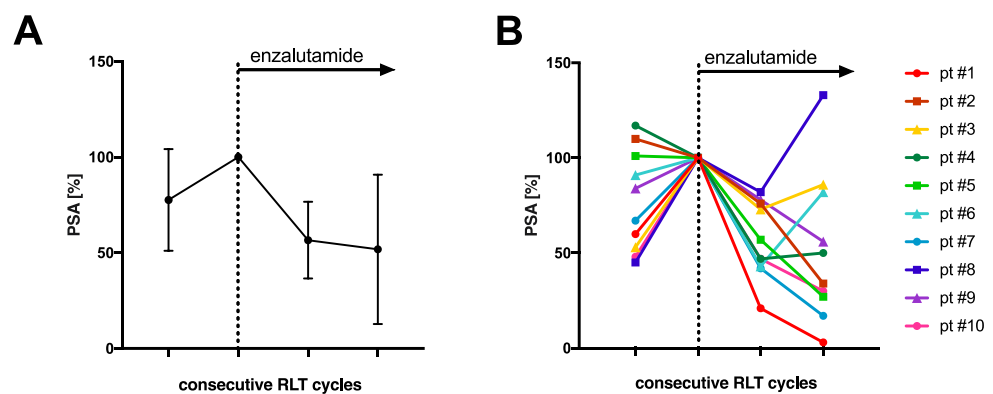 A
enzalutamide
PSA [%]
150
100
50
0
consecutive RLT cycles
B
enzalutamide
PSA [%]
150
100
50
0
consecutive RLT cycles
pt #1
pt #2
pt #3
pt #4
pt #5
pt #6
pt #7
pt #8
pt #9
pt #10